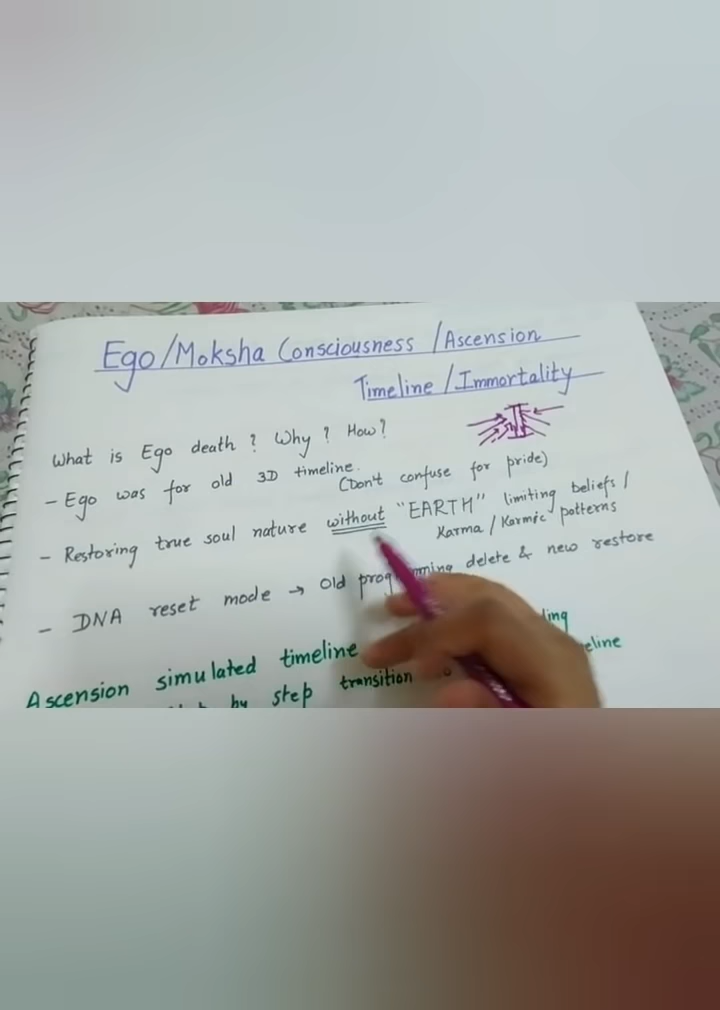 Ego/Moksha Consciousness /Ascension
Timeline /Immortality
What is Ego death? Why? How?
- Ego was for old 3D timeline.
(Don't confuse for pride)
- Restoring true soul nature without "EARTH" limiting beliefs /
Karma / Karmic patterns
- DNA reset mode → Old delete & new restore
Ascension simulated timeline
by step transition